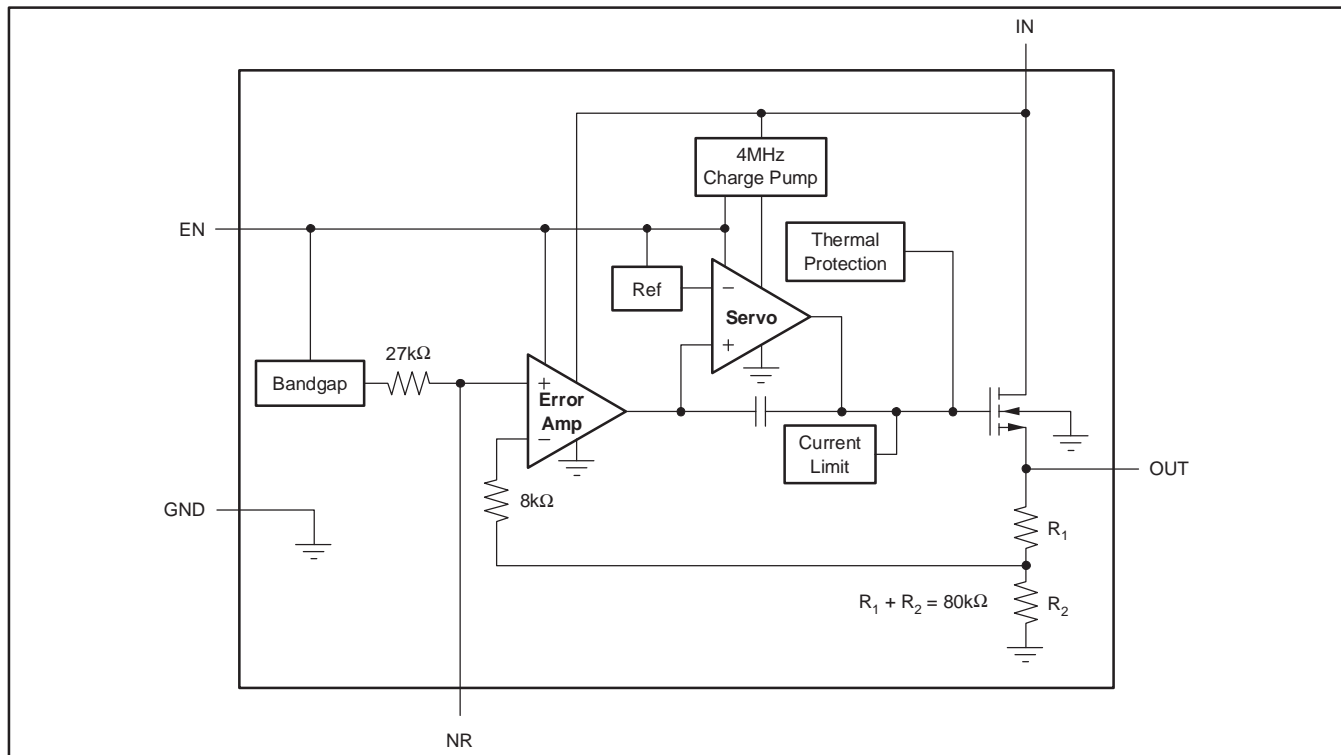 IN
4MHz
Charge Pump
EN
Thermal
Protection
Ref
Servo
27kΩ
Bandgap
Error
Amp
Current
Limit
OUT
8kΩ
GND
R1
R1 + R2 = 80kΩ
R2
NR
+
−
+
−